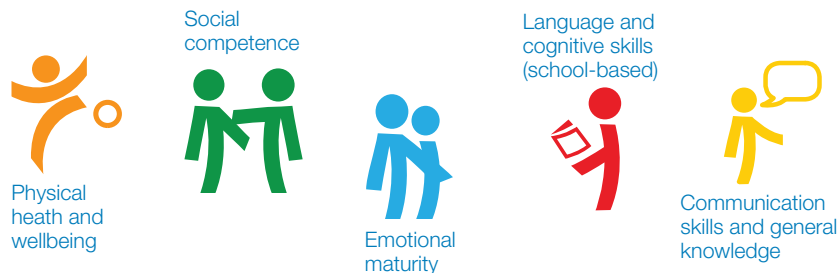 Physical
heath and
wellbeing
Social
competence
Emotional
maturity
Language and
cognitive skills
(school-based)
Communication
skills and general
knowledge